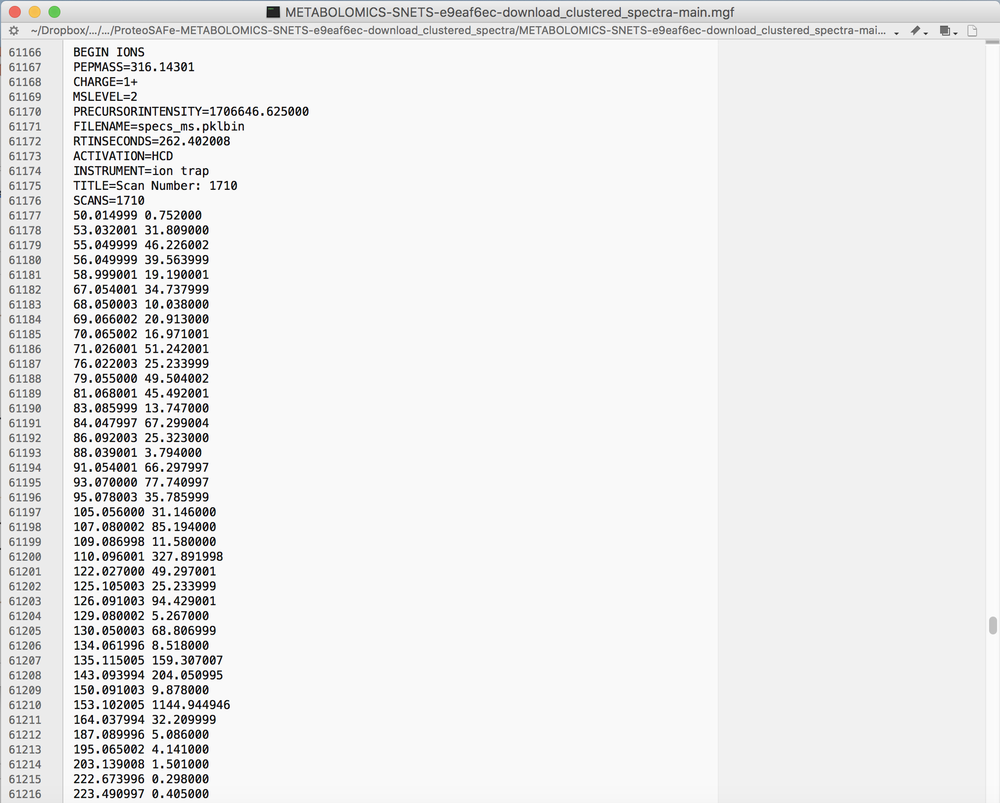 METABOLOMICS-SNETS-e9eaf6ec-download_clustered_spectra-main.mgf
~/Dropbox/.../.../ProteoSAFe-METABOLOMICS-SNETS-e9eaf6ec-download_clustered_spectra/METABOLOMICS-SNETS-e9eaf6ec-download_clustered_spectra-mai...
61166 BEGIN IONS
61167 PEPMASS=316.14301
61168 CHARGE=1+
61169 MSLEVEL=2
61170 PRECURSORINTENSITY=1706646.625000
61171 FILENAME=specs_ms.pklbin
61172 RTINSECONDS=262.402008
61173 ACTIVATION=HCD
61174 INSTRUMENT=ion trap
61175 TITLE=Scan Number: 1710
61176 SCANS=1710
61177 50.014999 0.752000
61178 53.032001 31.809000
61179 55.049999 46.226002
61180 56.049999 39.563999
61181 58.999001 19.190001
61182 67.054001 34.737999
61183 68.050003 10.038000
61184 69.066002 20.913000
61185 70.065002 16.971001
61186 71.026001 51.242001
61187 76.022003 25.233999
61188 79.055000 49.504002
61189 81.068001 45.492001
61190 83.085999 13.747000
61191 84.047997 67.299004
61192 86.092003 25.323000
61193 88.039001 3.794000
61194 91.054001 66.297997
61195 93.070000 77.740997
61196 95.078003 35.785999
61197 105.056000 31.146000
61198 107.080002 85.194000
61199 109.086998 11.580000
61200 110.096001 327.891998
61201 122.027000 49.297001
61202 125.105003 25.233999
61203 126.091003 94.429001
61204 129.080002 5.267000
61205 130.050003 68.806999
61206 134.061996 8.518000
61207 135.115005 159.307007
61208 143.093994 204.050995
61209 150.091003 9.878000
61210 153.102005 1144.944946
61211 164.037994 32.209999
61212 187.089996 5.086000
61213 195.065002 4.141000
61214 203.139008 1.501000
61215 222.673996 0.298000
61216 223.490997 0.405000